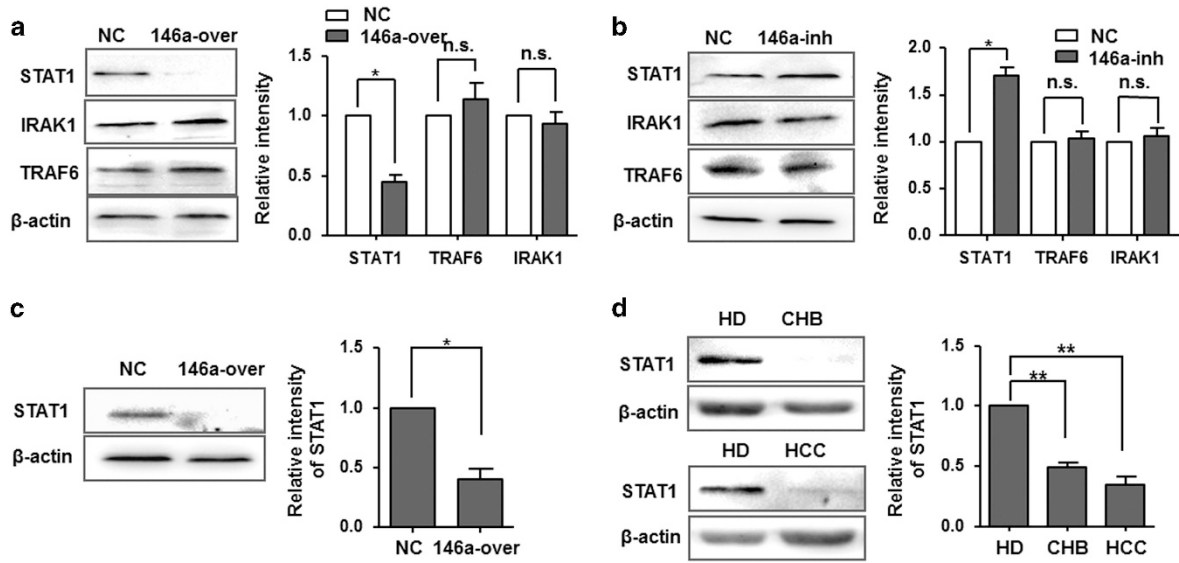 a
NC 146a-over
STAT1
IRAK1
TRAF6
β-actin
NC
146a-over
Relative intensity
1.5
1.0
0.5
0.0
* n.s. n.s.
STAT1 TRAF6 IRAK1
b
NC 146a-inh
STAT1
IRAK1
TRAF6
β-actin
NC
146a-inh
Relative intensity
2.0
1.5
1.0
0.5
0.0
* n.s. n.s.
STAT1 TRAF6 IRAK1
c
NC 146a-over
STAT1
β-actin
Relative intensity
of STAT1
1.5
1.0
0.5
0.0
*
NC 146a-over
d
HD CHB
STAT1
β-actin
HD HCC
STAT1
β-actin
Relative intensity
of STAT1
1.5
1.0
0.5
0.0
**
**
HD CHB HCC